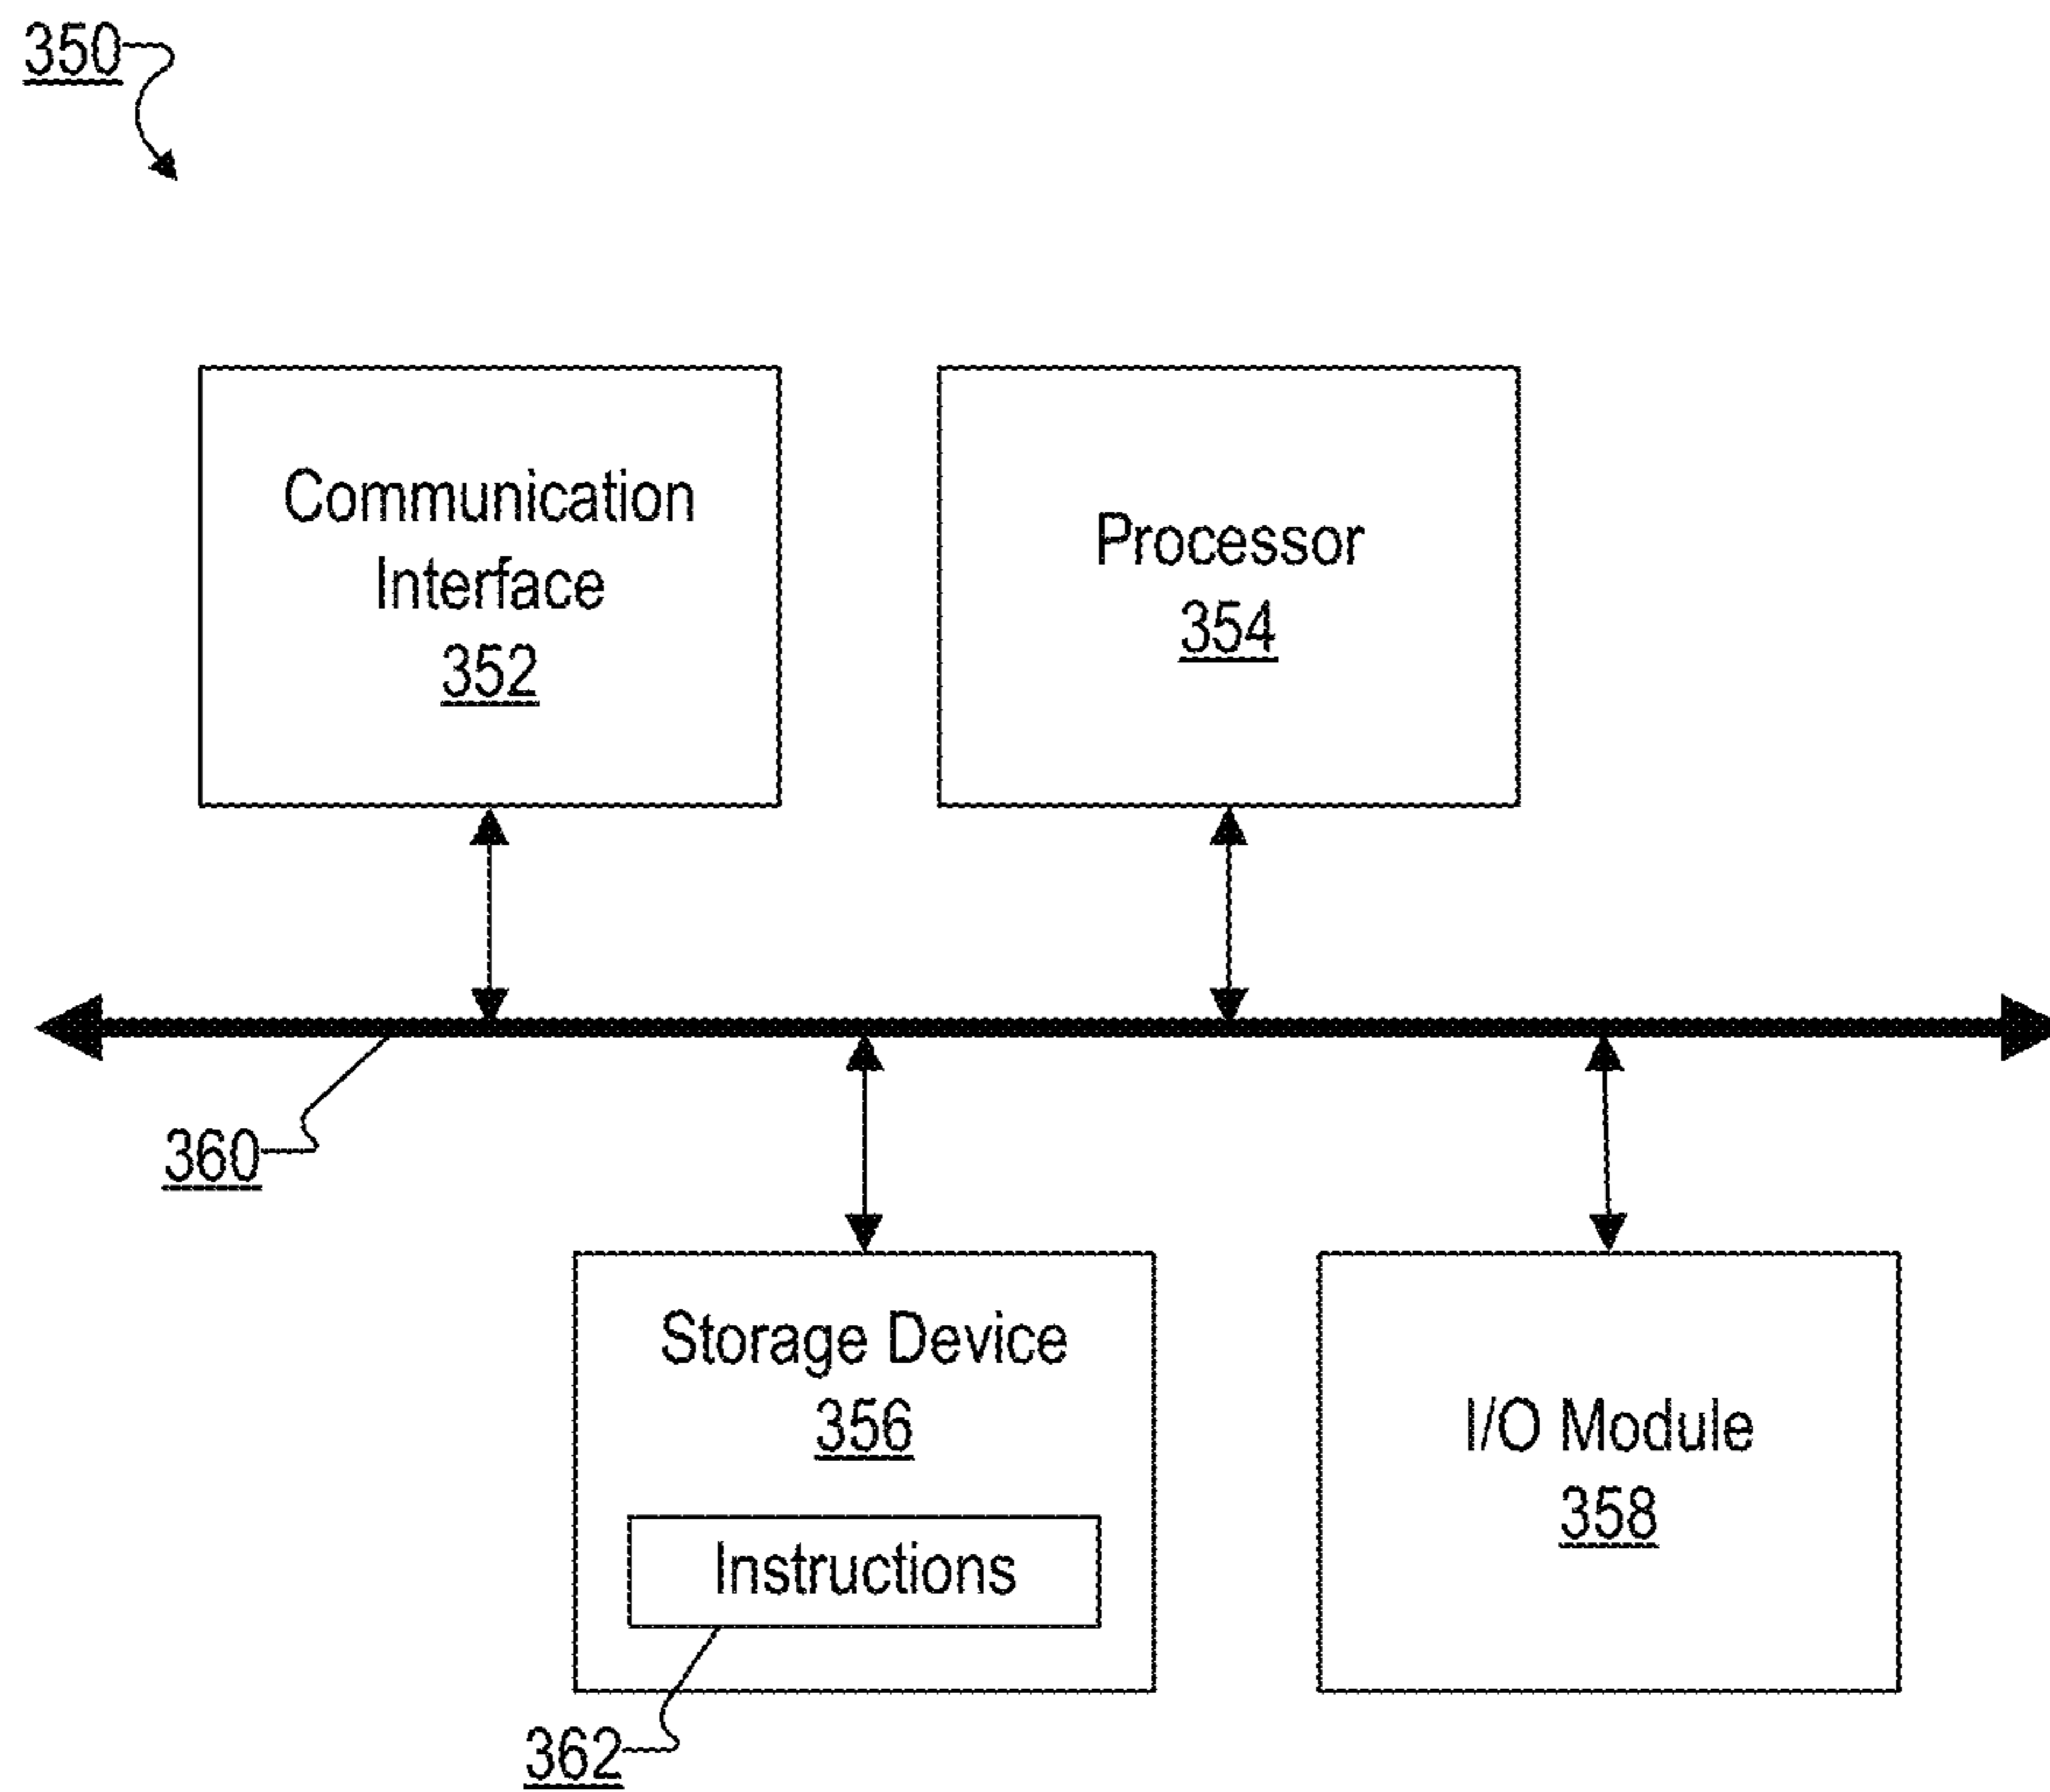 350
Communication
Interface
352
Processor
354
360
Storage Device
356
Instructions
362
I/O Module
358